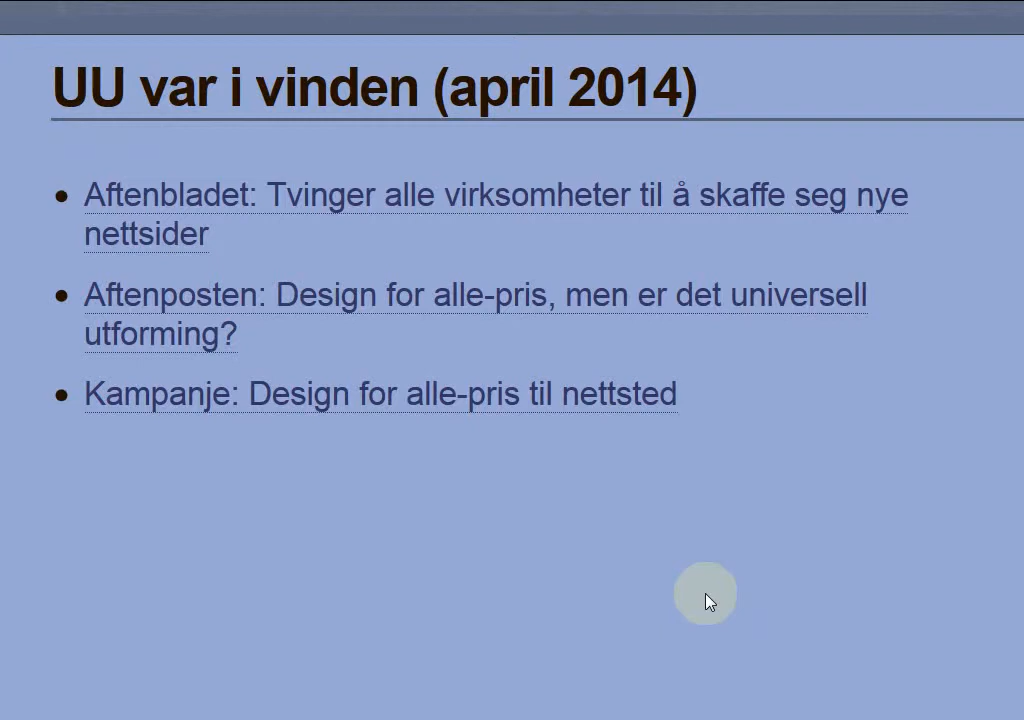 UU var i vinden (april 2014)
Aftenbladet: Tvinger alle virksomheter til å skaffe seg nye
nettsider
Aftenposten: Design for alle-pris, men er det universell
utforming?
Kampanje: Design for alle-pris til nettsted